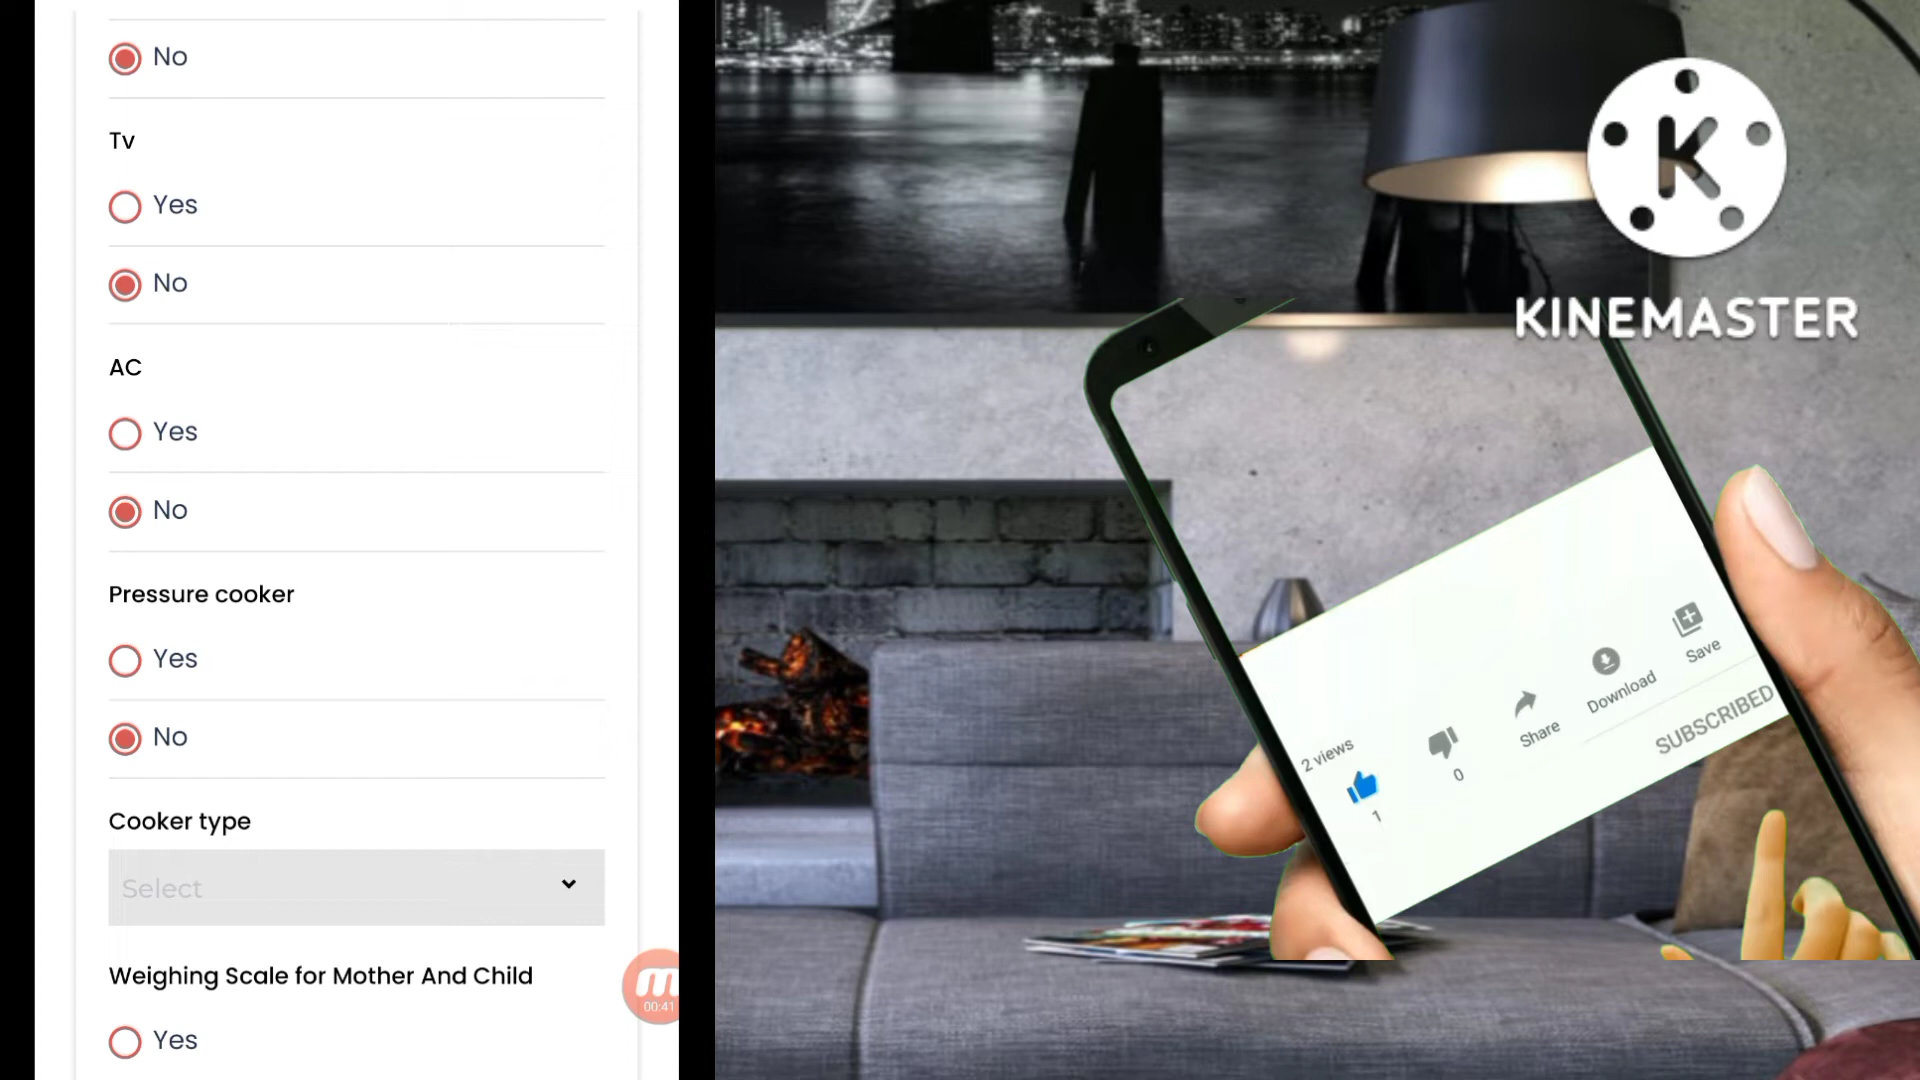 No
Tv
Yes
No
AC
Yes
No
Pressure cooker
Yes
No
Cooker type
Select
Weighing Scale for Mother And Child
Yes
00:41
K
KINEMASTER
2 views
1
0
Share
Download
Save
SUBSCRIBED